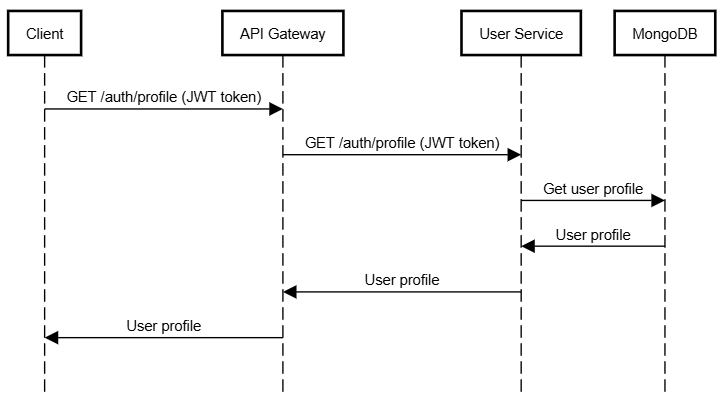 Client
API Gateway
User Service
MongoDB
GET /auth/profile (JWT token)
GET /auth/profile (JWT token)
Get user profile
User profile
User profile
User profile